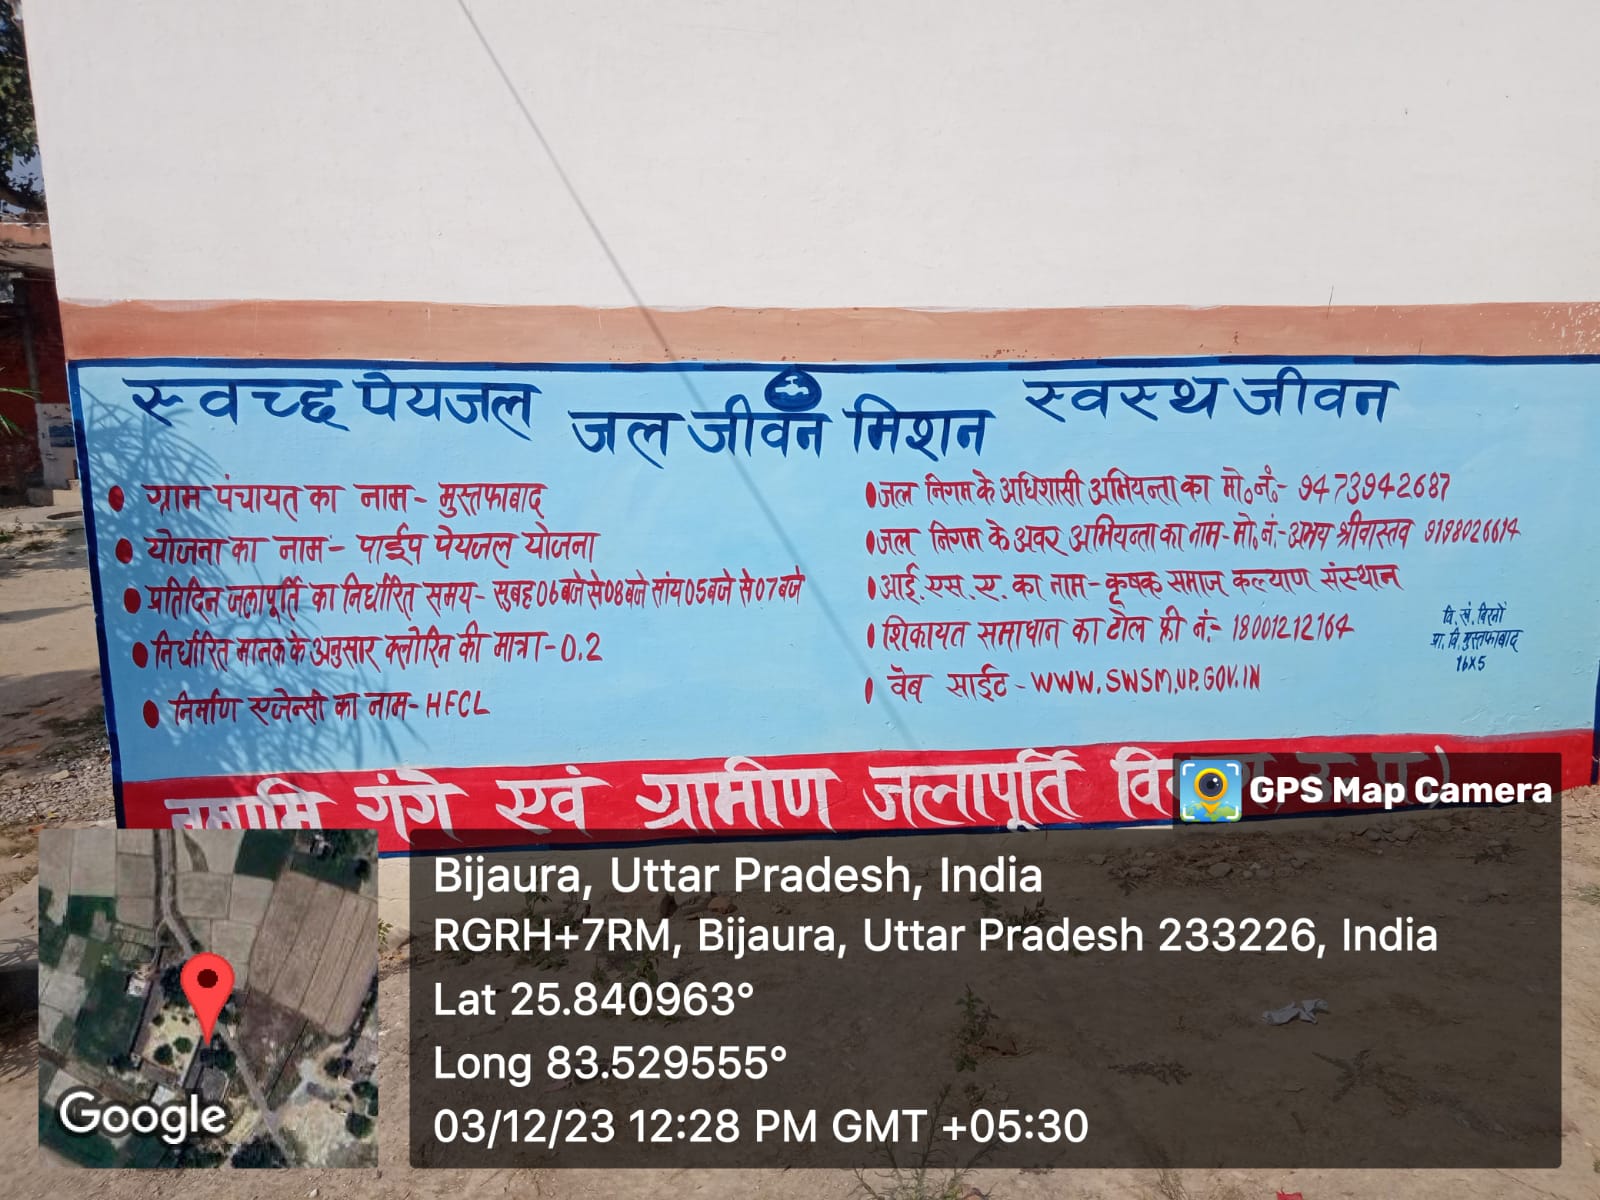 स्वच्छ पेयजल
जल जीवन मिशन
स्वस्थ जीवन
ग्राम पंचायत का नाम- मुस्तफाबाद
योजना का नाम- पाईप पेयजल योजना
प्रतिदिन जलापूर्ति का निर्धारित समय- सुबह 06 बजे से 08 बजे सांय 05 बजे से 07 बजे
निर्धारित मानक के अनुसार क्लोरिन की मात्रा- 0.2
निर्माण एजेन्सी का नाम- HFCL
जल निगम के अधिशासी अभियन्ता का मो॰ नं॰- 9473942687
जल निगम के अवर अभियन्ता का नाम- मो॰ नं.- अभय श्रीवास्तव 9198026614
आई. एस. ए. का नाम- कृषक समाज कल्याण संस्थान
शिकायत समाधान का टोल फ्री नं.- 18001212164
वेब साईट - WWW.SWSM.UP.GOV.IN
वि. खं. बिरनों
प्रा. वि. मुस्तफाबाद
16x5
नमामि गंगे एवं ग्रामीण जलापूर्ति
GPS Map Camera
Bijaura, Uttar Pradesh, India
RGRH+7RM, Bijaura, Uttar Pradesh 233226, India
Lat 25.840963°
Long 83.529555°
03/12/23 12:28 PM GMT +05:30
Google